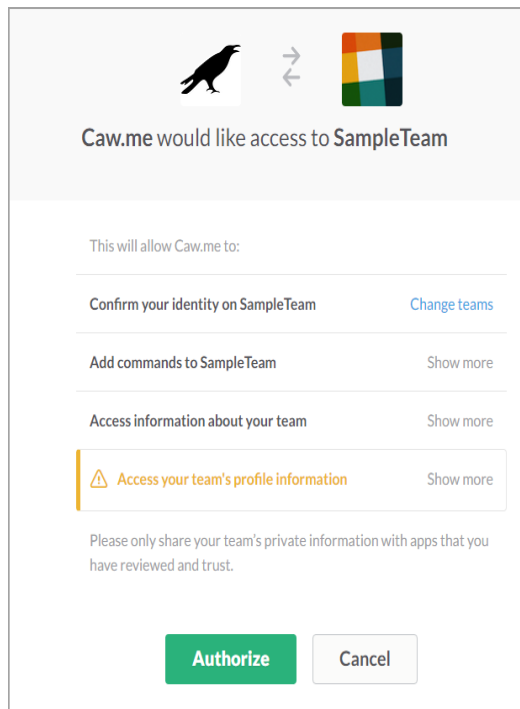 Caw.me would like access to SampleTeam
This will allow Caw.me to:
Confirm your identity on SampleTeam Change teams
Add commands to SampleTeam Show more
Access information about your team Show more
Access your team's profile information Show more
Please only share your team's private information with apps that you
have reviewed and trust.
Authorize Cancel